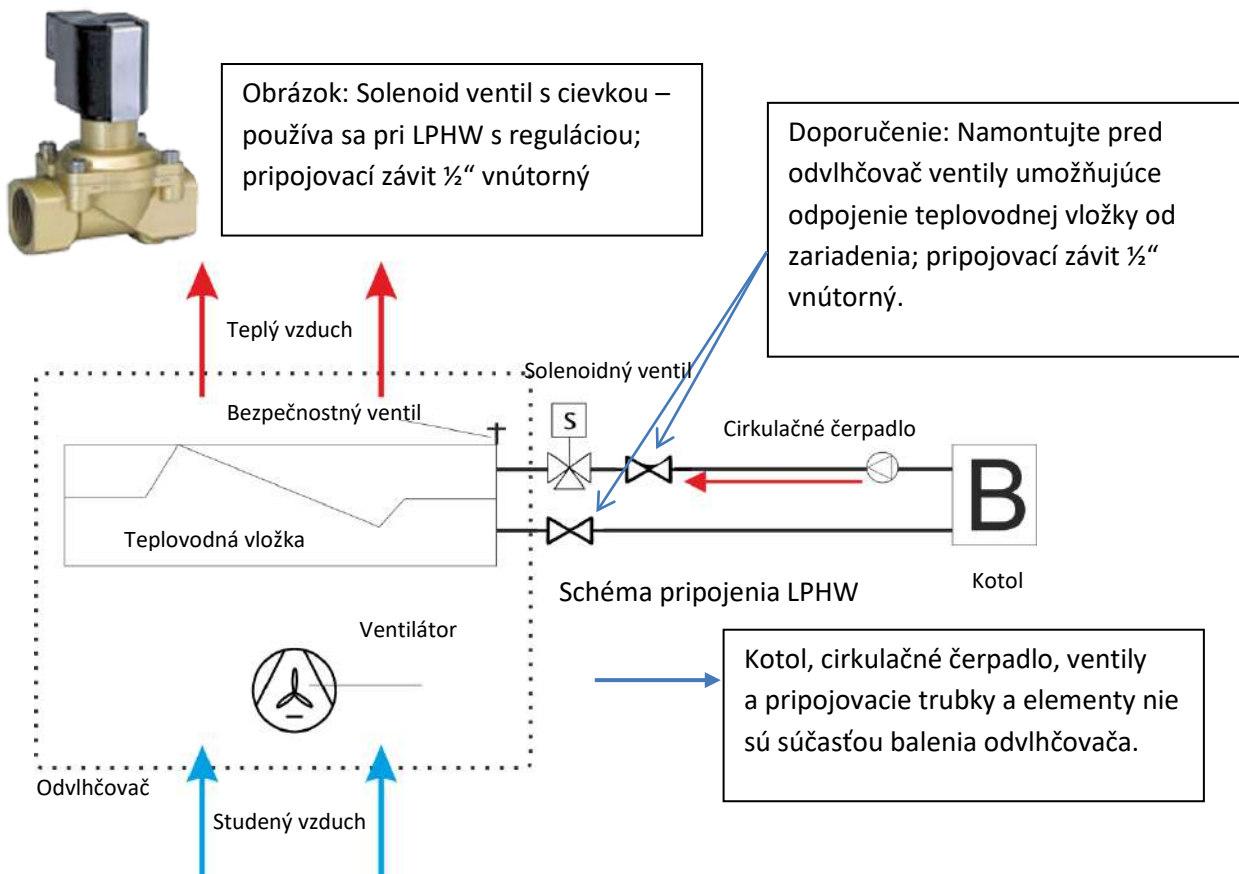 Obrázok: Solenoid ventil s cievkou –
používa sa pri LPHW s reguláciou;
pripojovací závit ½“ vnútorný
Doporučenie: Namontujte pred
odvlhčovač ventily umožňujúce
odpojenie teplovodnej vložky od
zariadenia; pripojovací závit ½“
vnútorný.
Teplý vzduch
Solenoidný ventil
Bezpečnostný ventil
S
Cirkulačné čerpadlo
B
Teplovodná vložka
Kotol
Schéma pripojenia LPHW
Ventilátor
Kotol, cirkulačné čerpadlo, ventily
a pripojovacie trubky a elementy nie
sú súčasťou balenia odvlhčovača.
Odvlhčovač
Studený vzduch